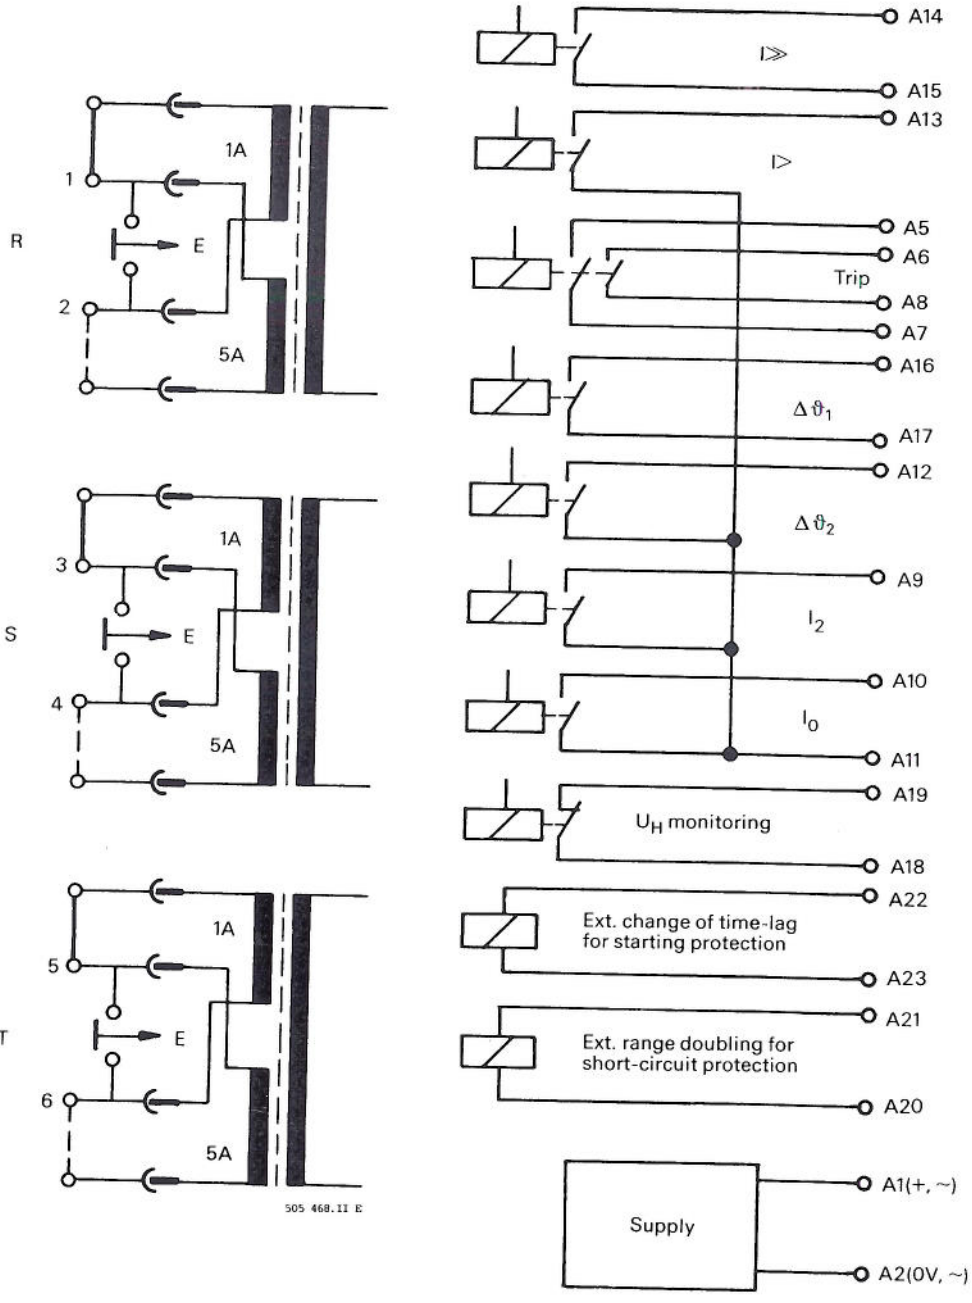 1A
1
R
E
2
5A
1A
3
S
E
4
5A
1A
5
T
E
6
5A
505 468.II E
A14
I≫
A15
A13
I>
A5
A6
Trip
A8
A7
A16
Δϑ1
A17
A12
Δϑ2
A9
I2
A10
I0
A11
A19
UH monitoring
A18
A22
Ext. change of time-lag
for starting protection
A23
A21
Ext. range doubling for
short-circuit protection
A20
A1(+, ~)
Supply
A2(0V, ~)